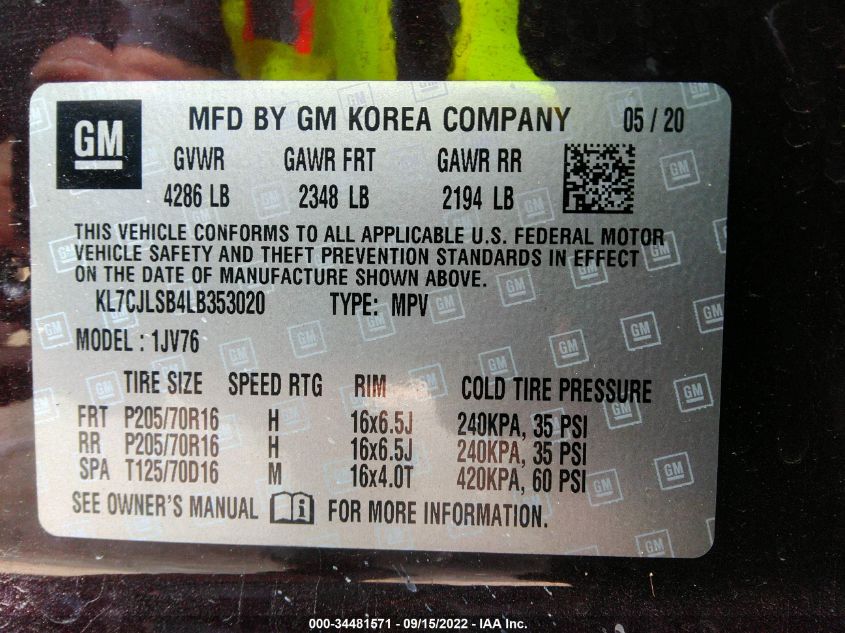 GM
MFD BY GM KOREA COMPANY 05 / 20
GVWR GAWR FRT GAWR RR
4286 LB 2348 LB 2194 LB
THIS VEHICLE CONFORMS TO ALL APPLICABLE U.S. FEDERAL MOTOR
VEHICLE SAFETY AND THEFT PREVENTION STANDARDS IN EFFECT
ON THE DATE OF MANUFACTURE SHOWN ABOVE.
KL7CJLSB4LB353020 TYPE: MPV
MODEL : 1JV76
TIRE SIZE SPEED RTG RIM COLD TIRE PRESSURE
FRT P205/70R16 H 16x6.5J 240KPA, 35 PSI
RR P205/70R16 H 16x6.5J 240KPA, 35 PSI
SPA T125/70D16 M 16x4.0T 420KPA, 60 PSI
SEE OWNER'S MANUAL FOR MORE INFORMATION.
000-34481571 - 09/15/2022 - IAA Inc.